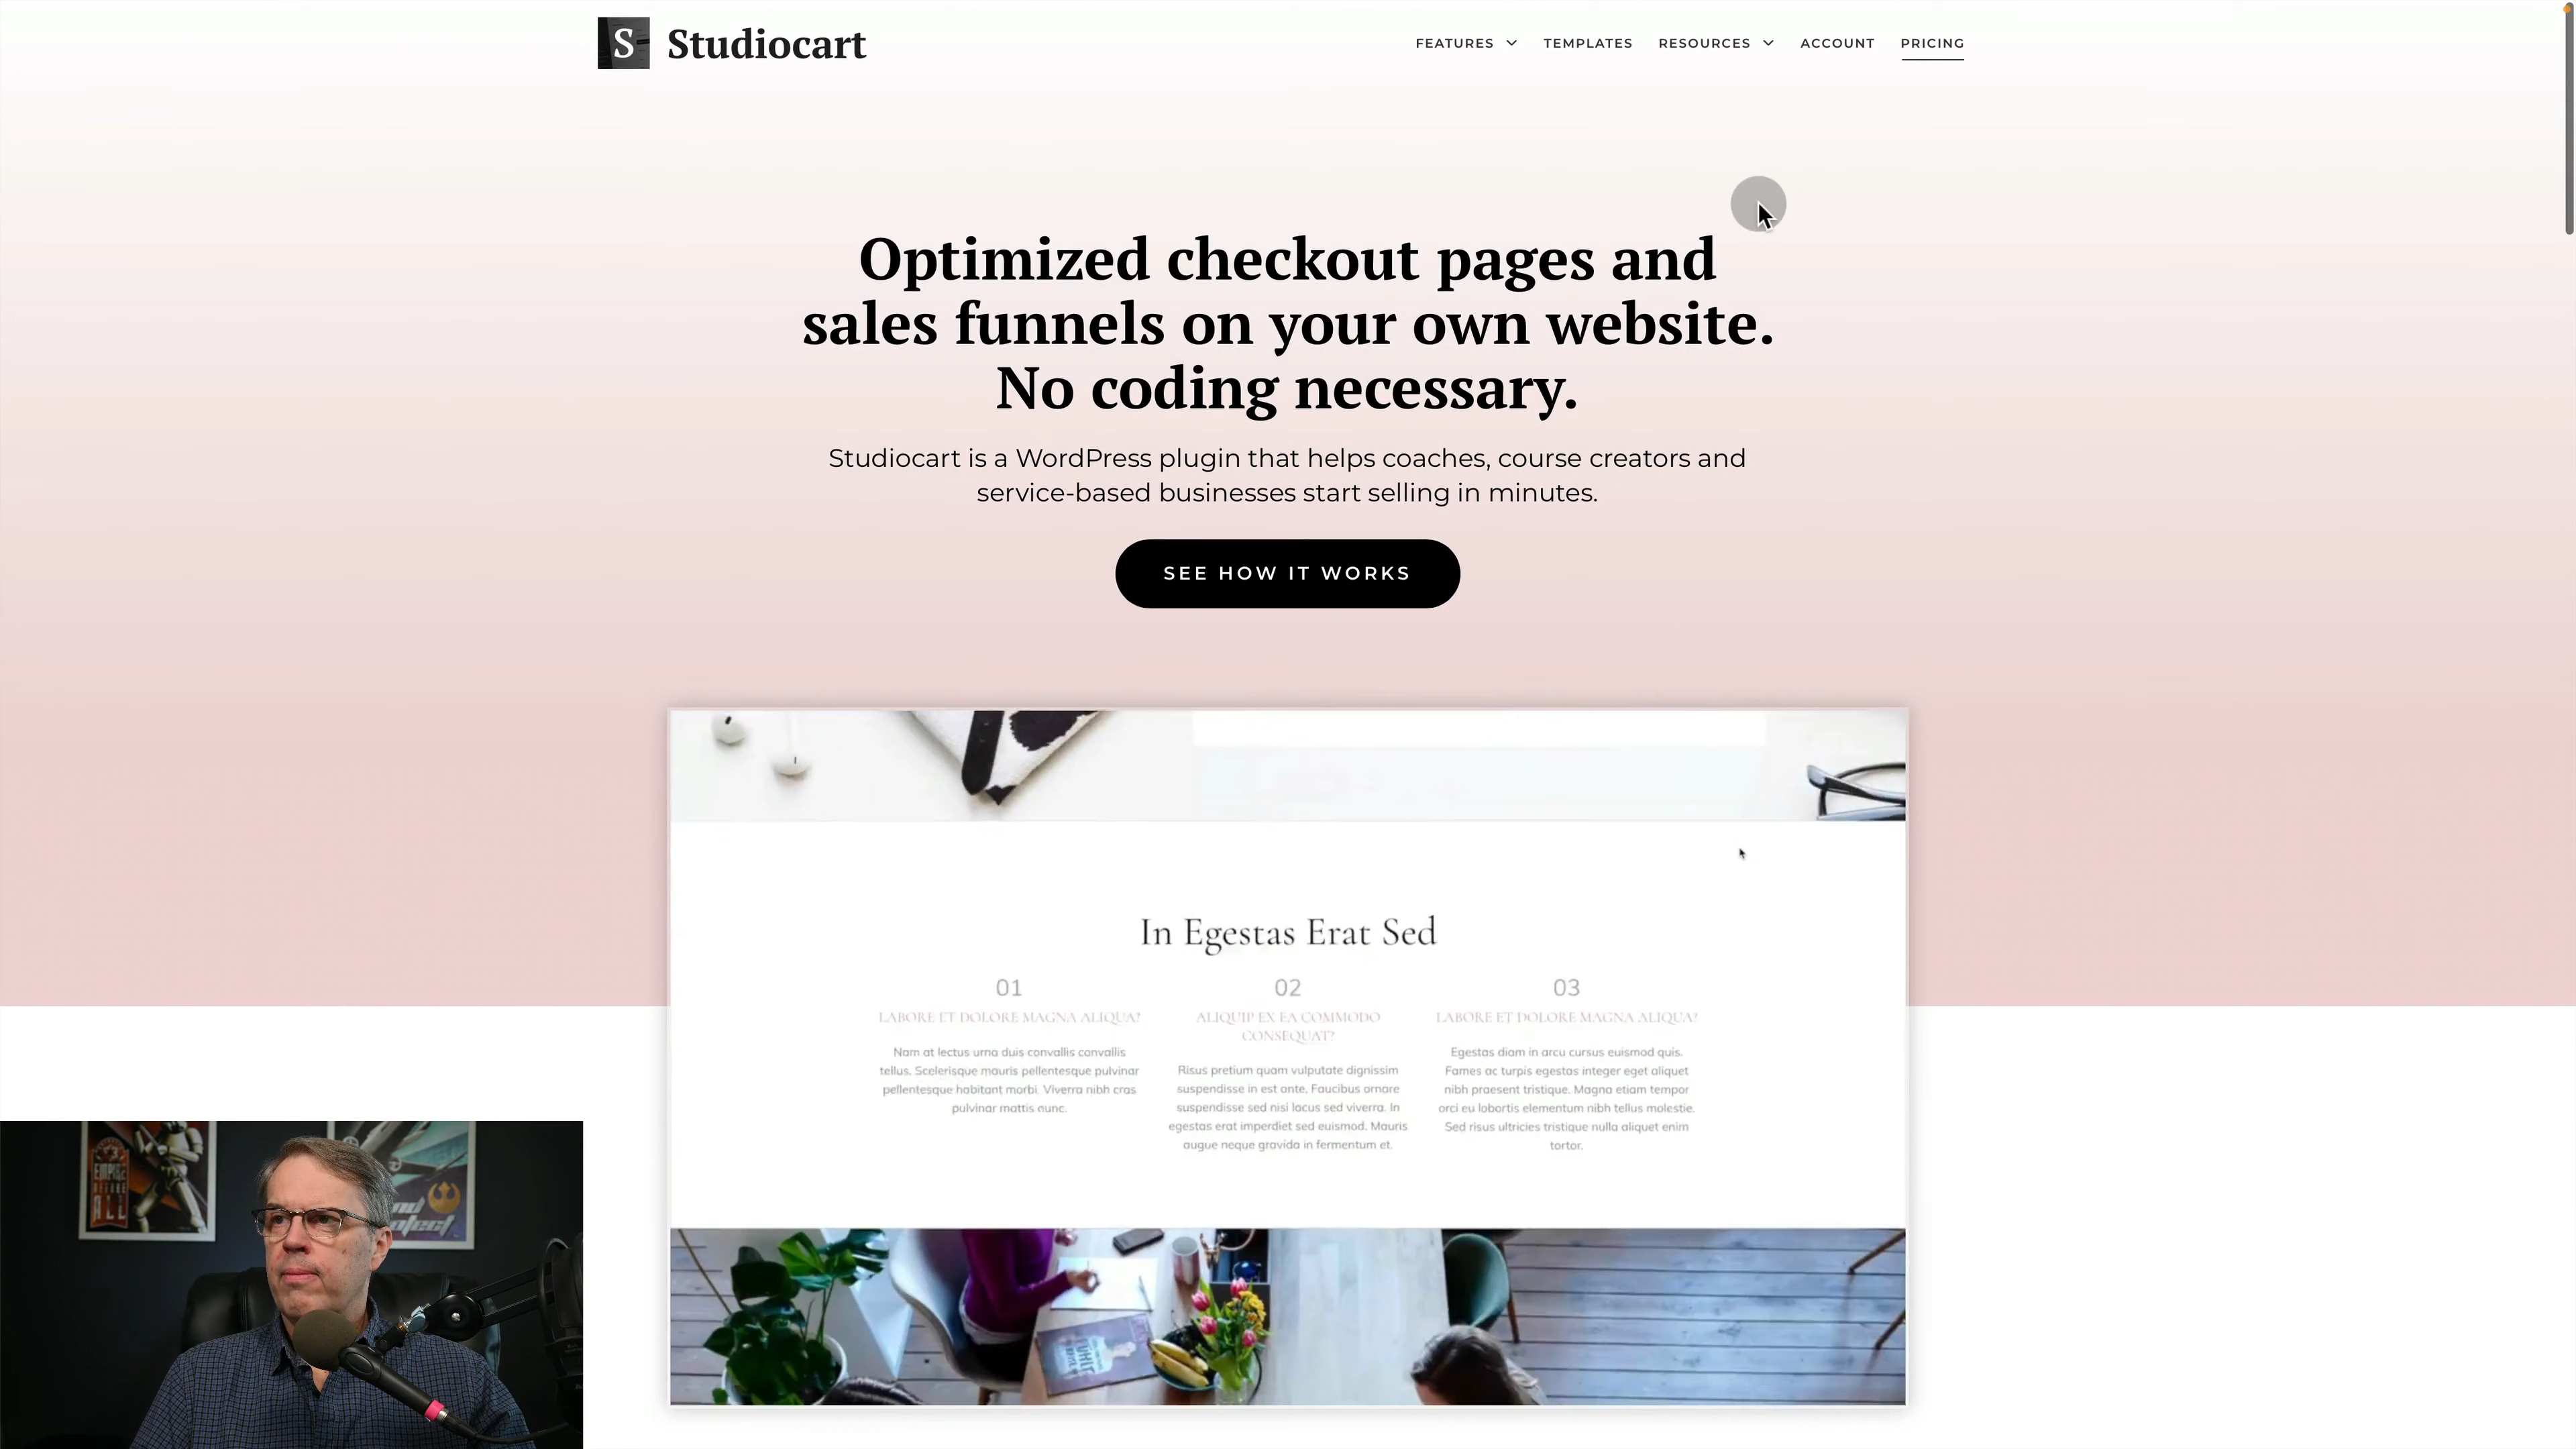 S Studiocart
FEATURES TEMPLATES RESOURCES ACCOUNT PRICING
Optimized checkout pages and
sales funnels on your own website.
No coding necessary.
Studiocart is a WordPress plugin that helps coaches, course creators and
service-based businesses start selling in minutes.
SEE HOW IT WORKS
In Egestas Erat Sed
01
LABORE ET DOLORE MAGNA ALIQUA?
Nam at lectus urna duis convallis convallis
tellus. Scelerisque mauris pellentesque pulvinar
pellentesque habitant morbi. Viverra nibh cras
pulvinar mattis nunc.
02
ALIQUIP EX EA COMMODO
CONSEQUAT?
Risus pretium quam vulputate dignissim
suspendisse in est ante. Faucibus ornare
suspendisse sed nisi lacus sed viverra. In
egestas erat imperdiet sed euismod. Mauris
augue neque gravida in fermentum et.
03
LABORE ET DOLORE MAGNA ALIQUA?
Egestas diam in arcu cursus euismod quis.
Fames ac turpis egestas integer eget aliquet
nibh praesent tristique. Magna etiam tempor
orci eu lobortis elementum nibh tellus molestie.
Sed risus ultricies tristique nulla aliquet enim
tortor.
EMPIRE
BEFORE
ALL